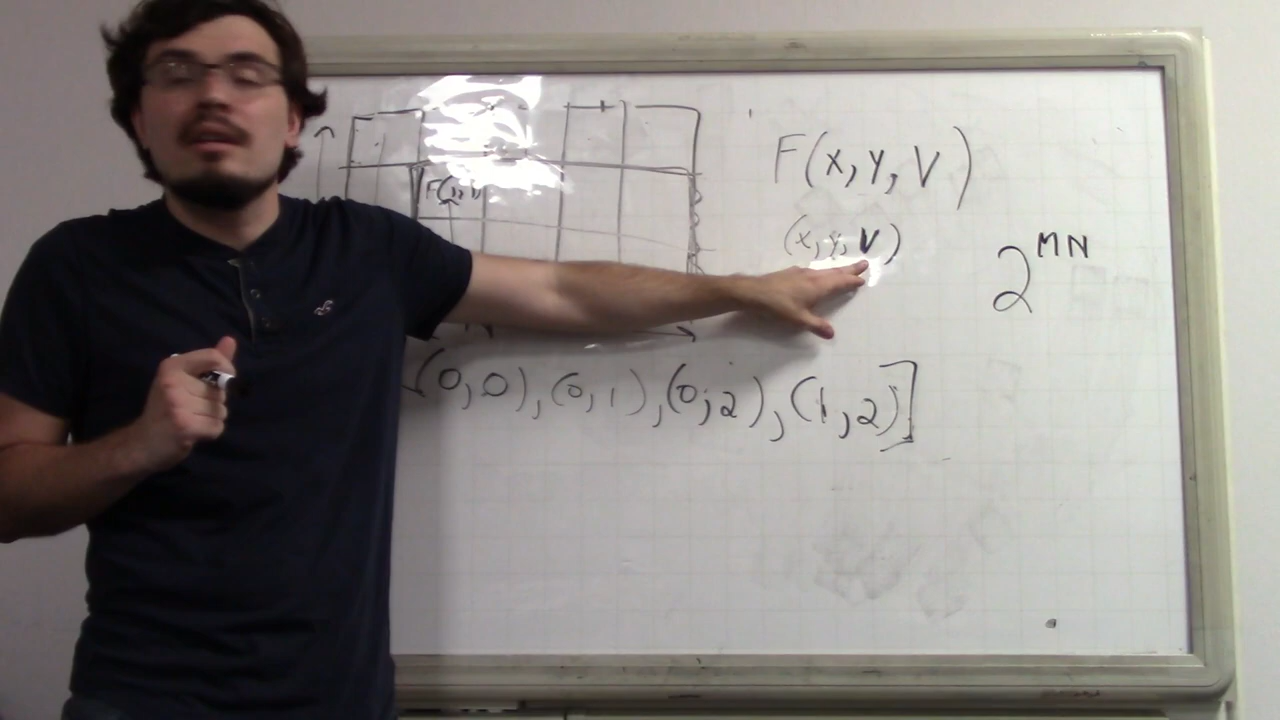 F(x, y, V)
(x, y, V)
2^MN
(0,0), (0,1), (0,2), (1,2)]